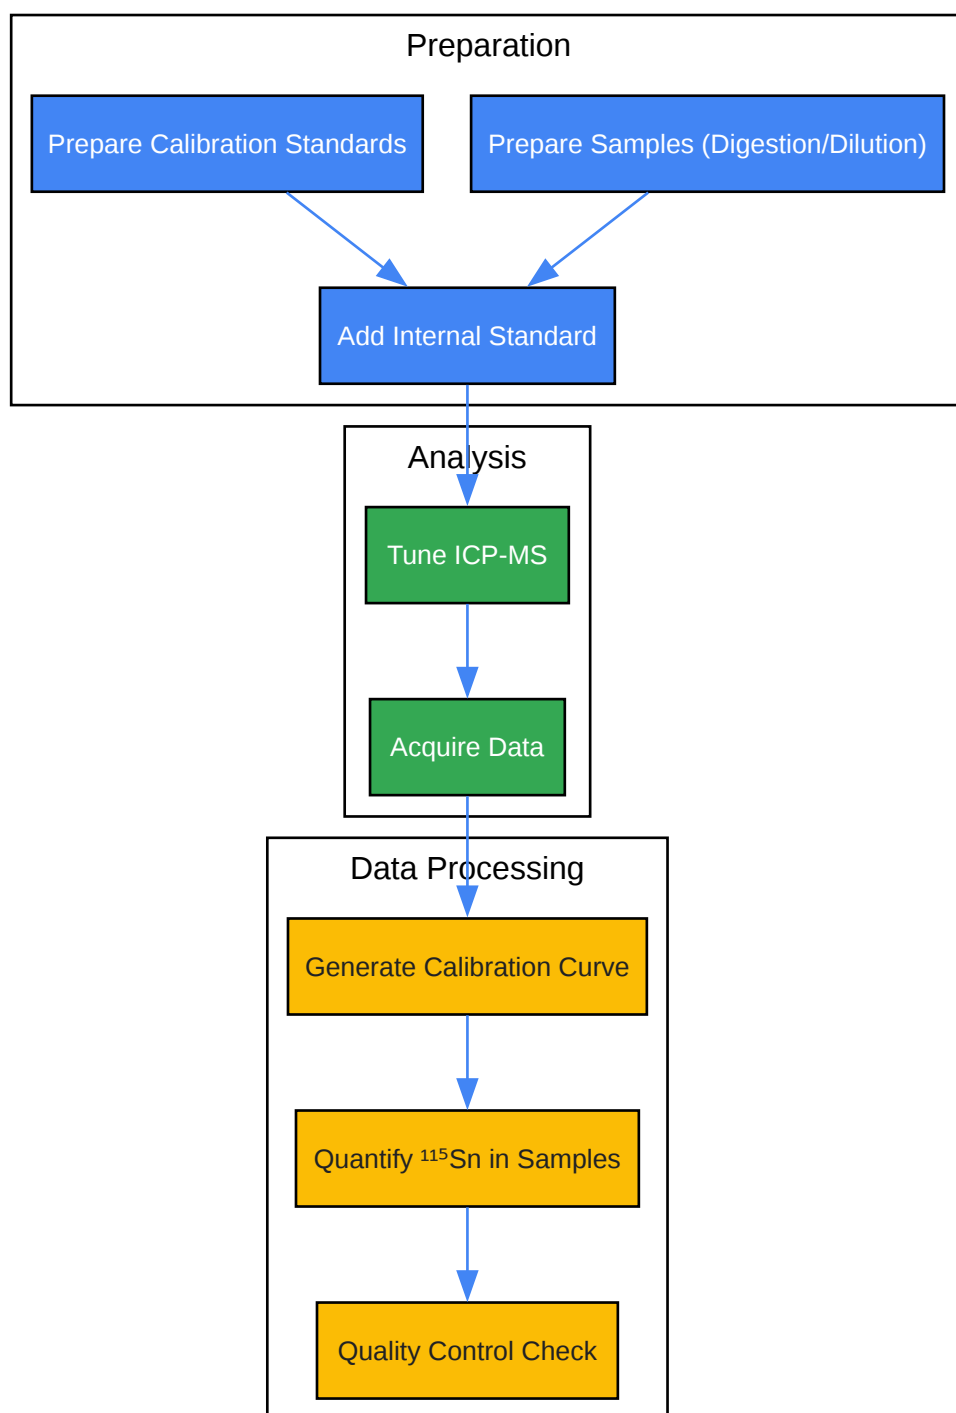 Preparation
Prepare Calibration Standards
Prepare Samples (Digestion/Dilution)
Add Internal Standard
Analysis
Tune ICP-MS
Acquire Data
Data Processing
Generate Calibration Curve
Quantify ¹¹⁵Sn in Samples
Quality Control Check